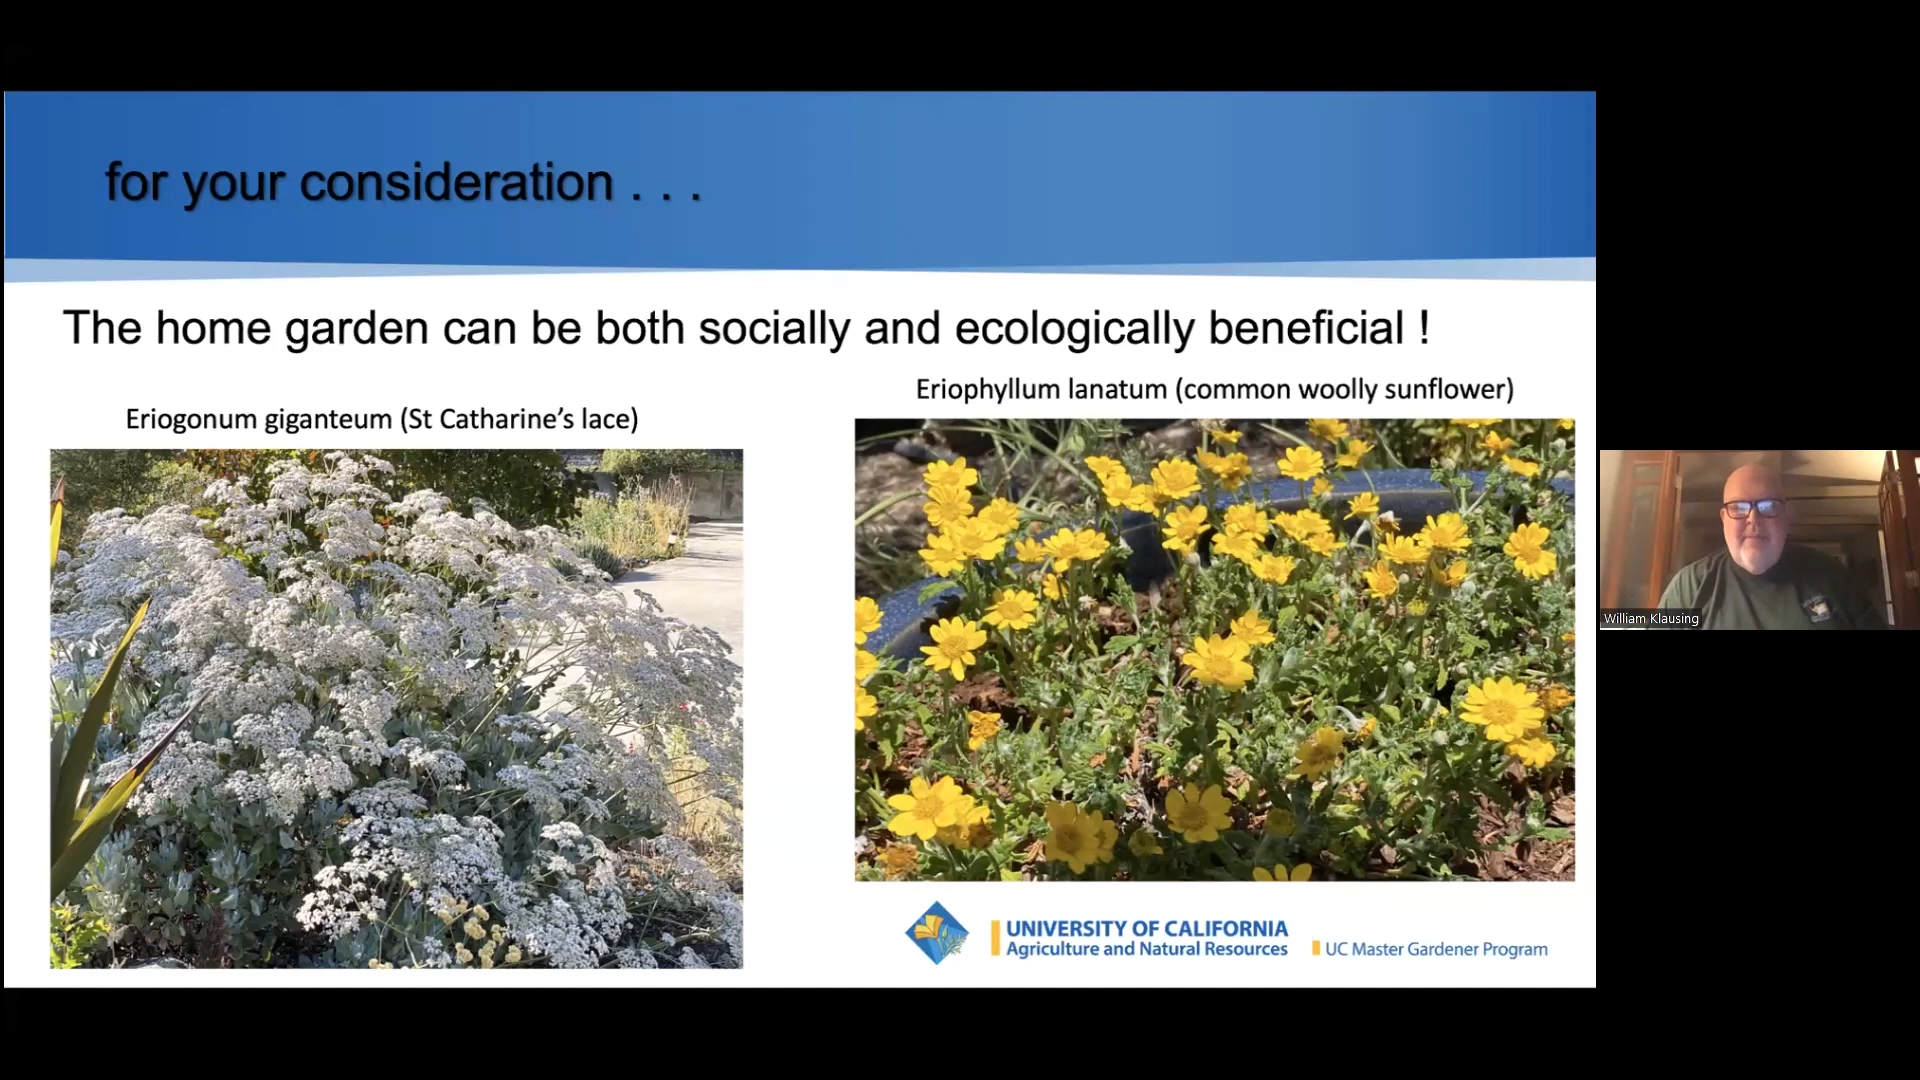 for your consideration . . .
The home garden can be both socially and ecologically beneficial !
Eriogonum giganteum (St Catharine’s lace)
Eriophyllum lanatum (common woolly sunflower)
UNIVERSITY OF CALIFORNIA
Agriculture and Natural Resources
UC Master Gardener Program
William Klausing